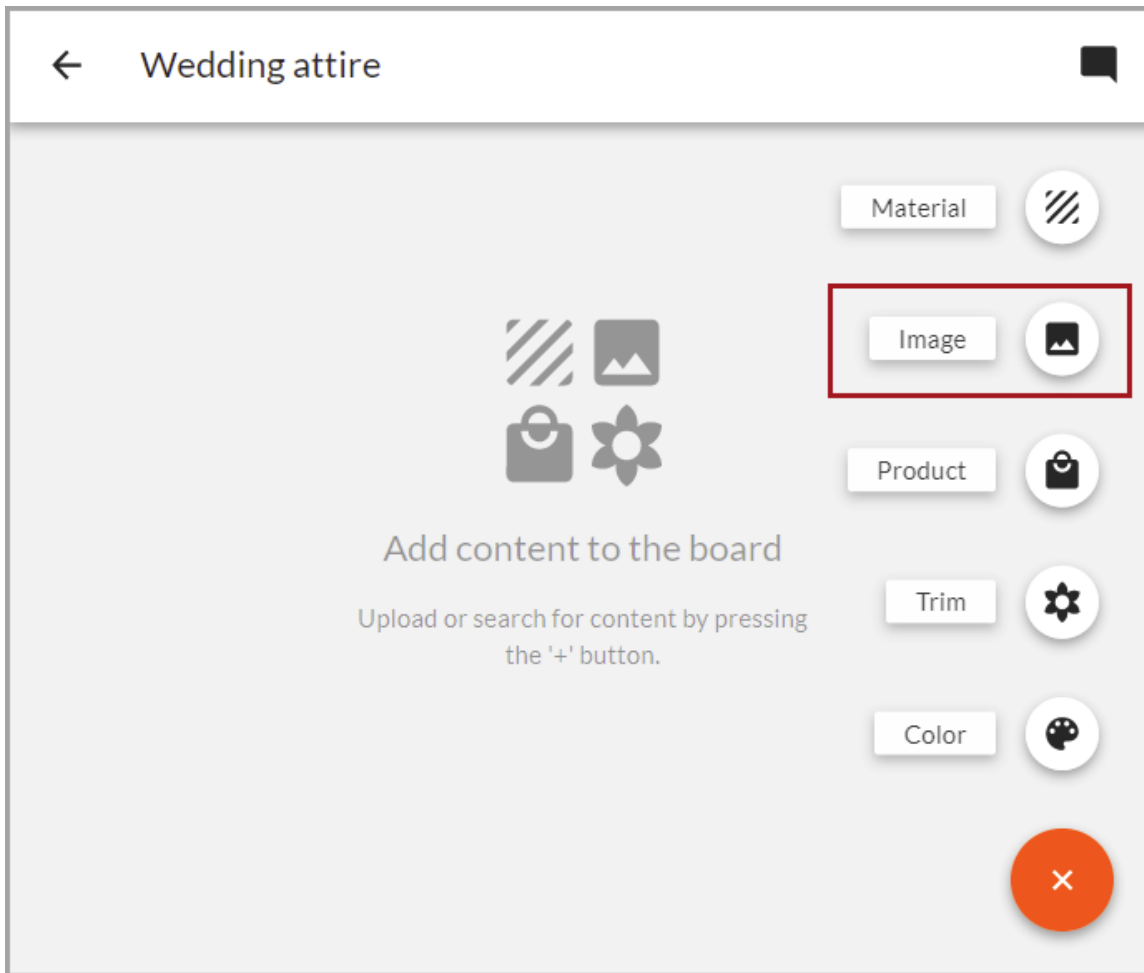 Wedding attire
Material
Image
Product
Add content to the board
Upload or search for content by pressing
the '+' button.
Trim
Color